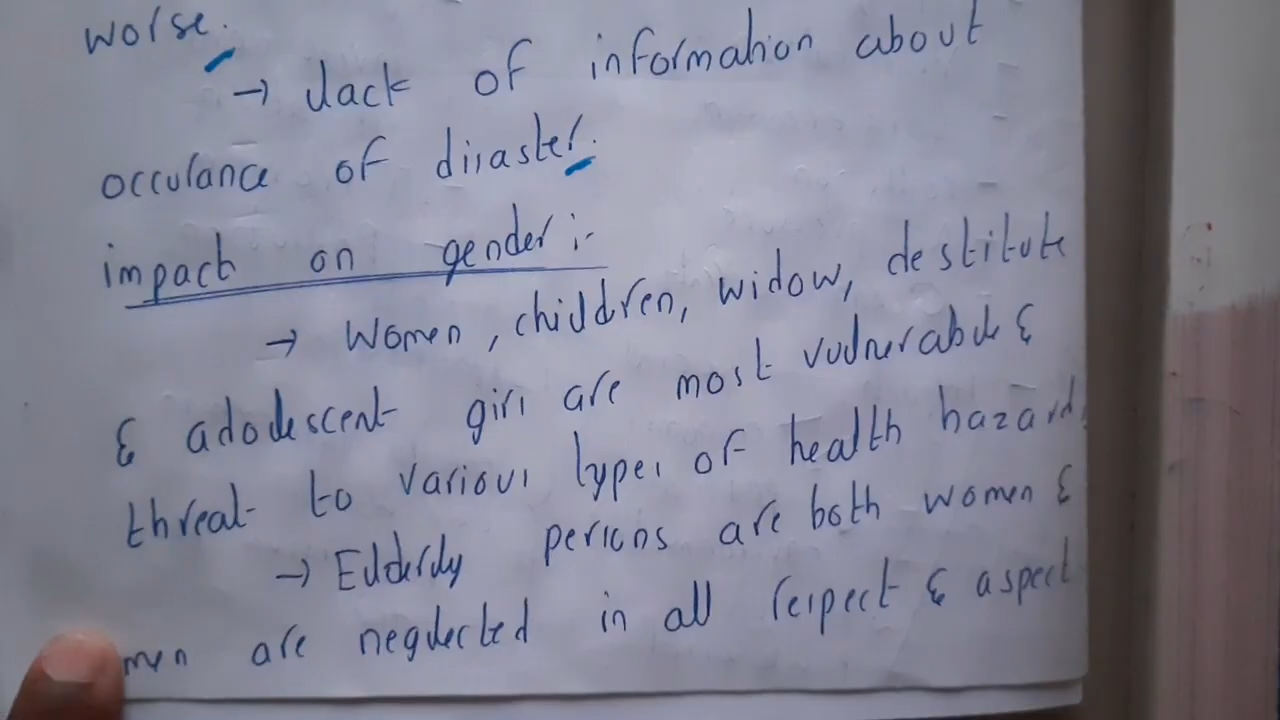 worse.
→ lack of information about
occurance of disaster.
impact on gender :-
→ Women, children, widow, destitute
& adolescent girl are most vulnerable &
threat to various types of health hazard.
→ Elderly persons are both women &
men are neglected in all respect & aspect